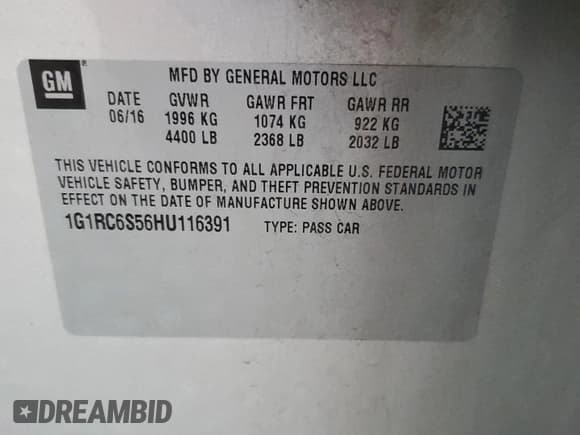 GM ®
MFD BY GENERAL MOTORS LLC
DATE GVWR GAWR FRT GAWR RR
06/16 1996 KG 1074 KG 922 KG
4400 LB 2368 LB 2032 LB
THIS VEHICLE CONFORMS TO ALL APPLICABLE U.S. FEDERAL MOTOR
VEHICLE SAFETY, BUMPER, AND THEFT PREVENTION STANDARDS IN
EFFECT ON THE DATE OF MANUFACTURE SHOWN ABOVE.
1G1RC6S56HU116391 TYPE: PASS CAR
DREAMBID